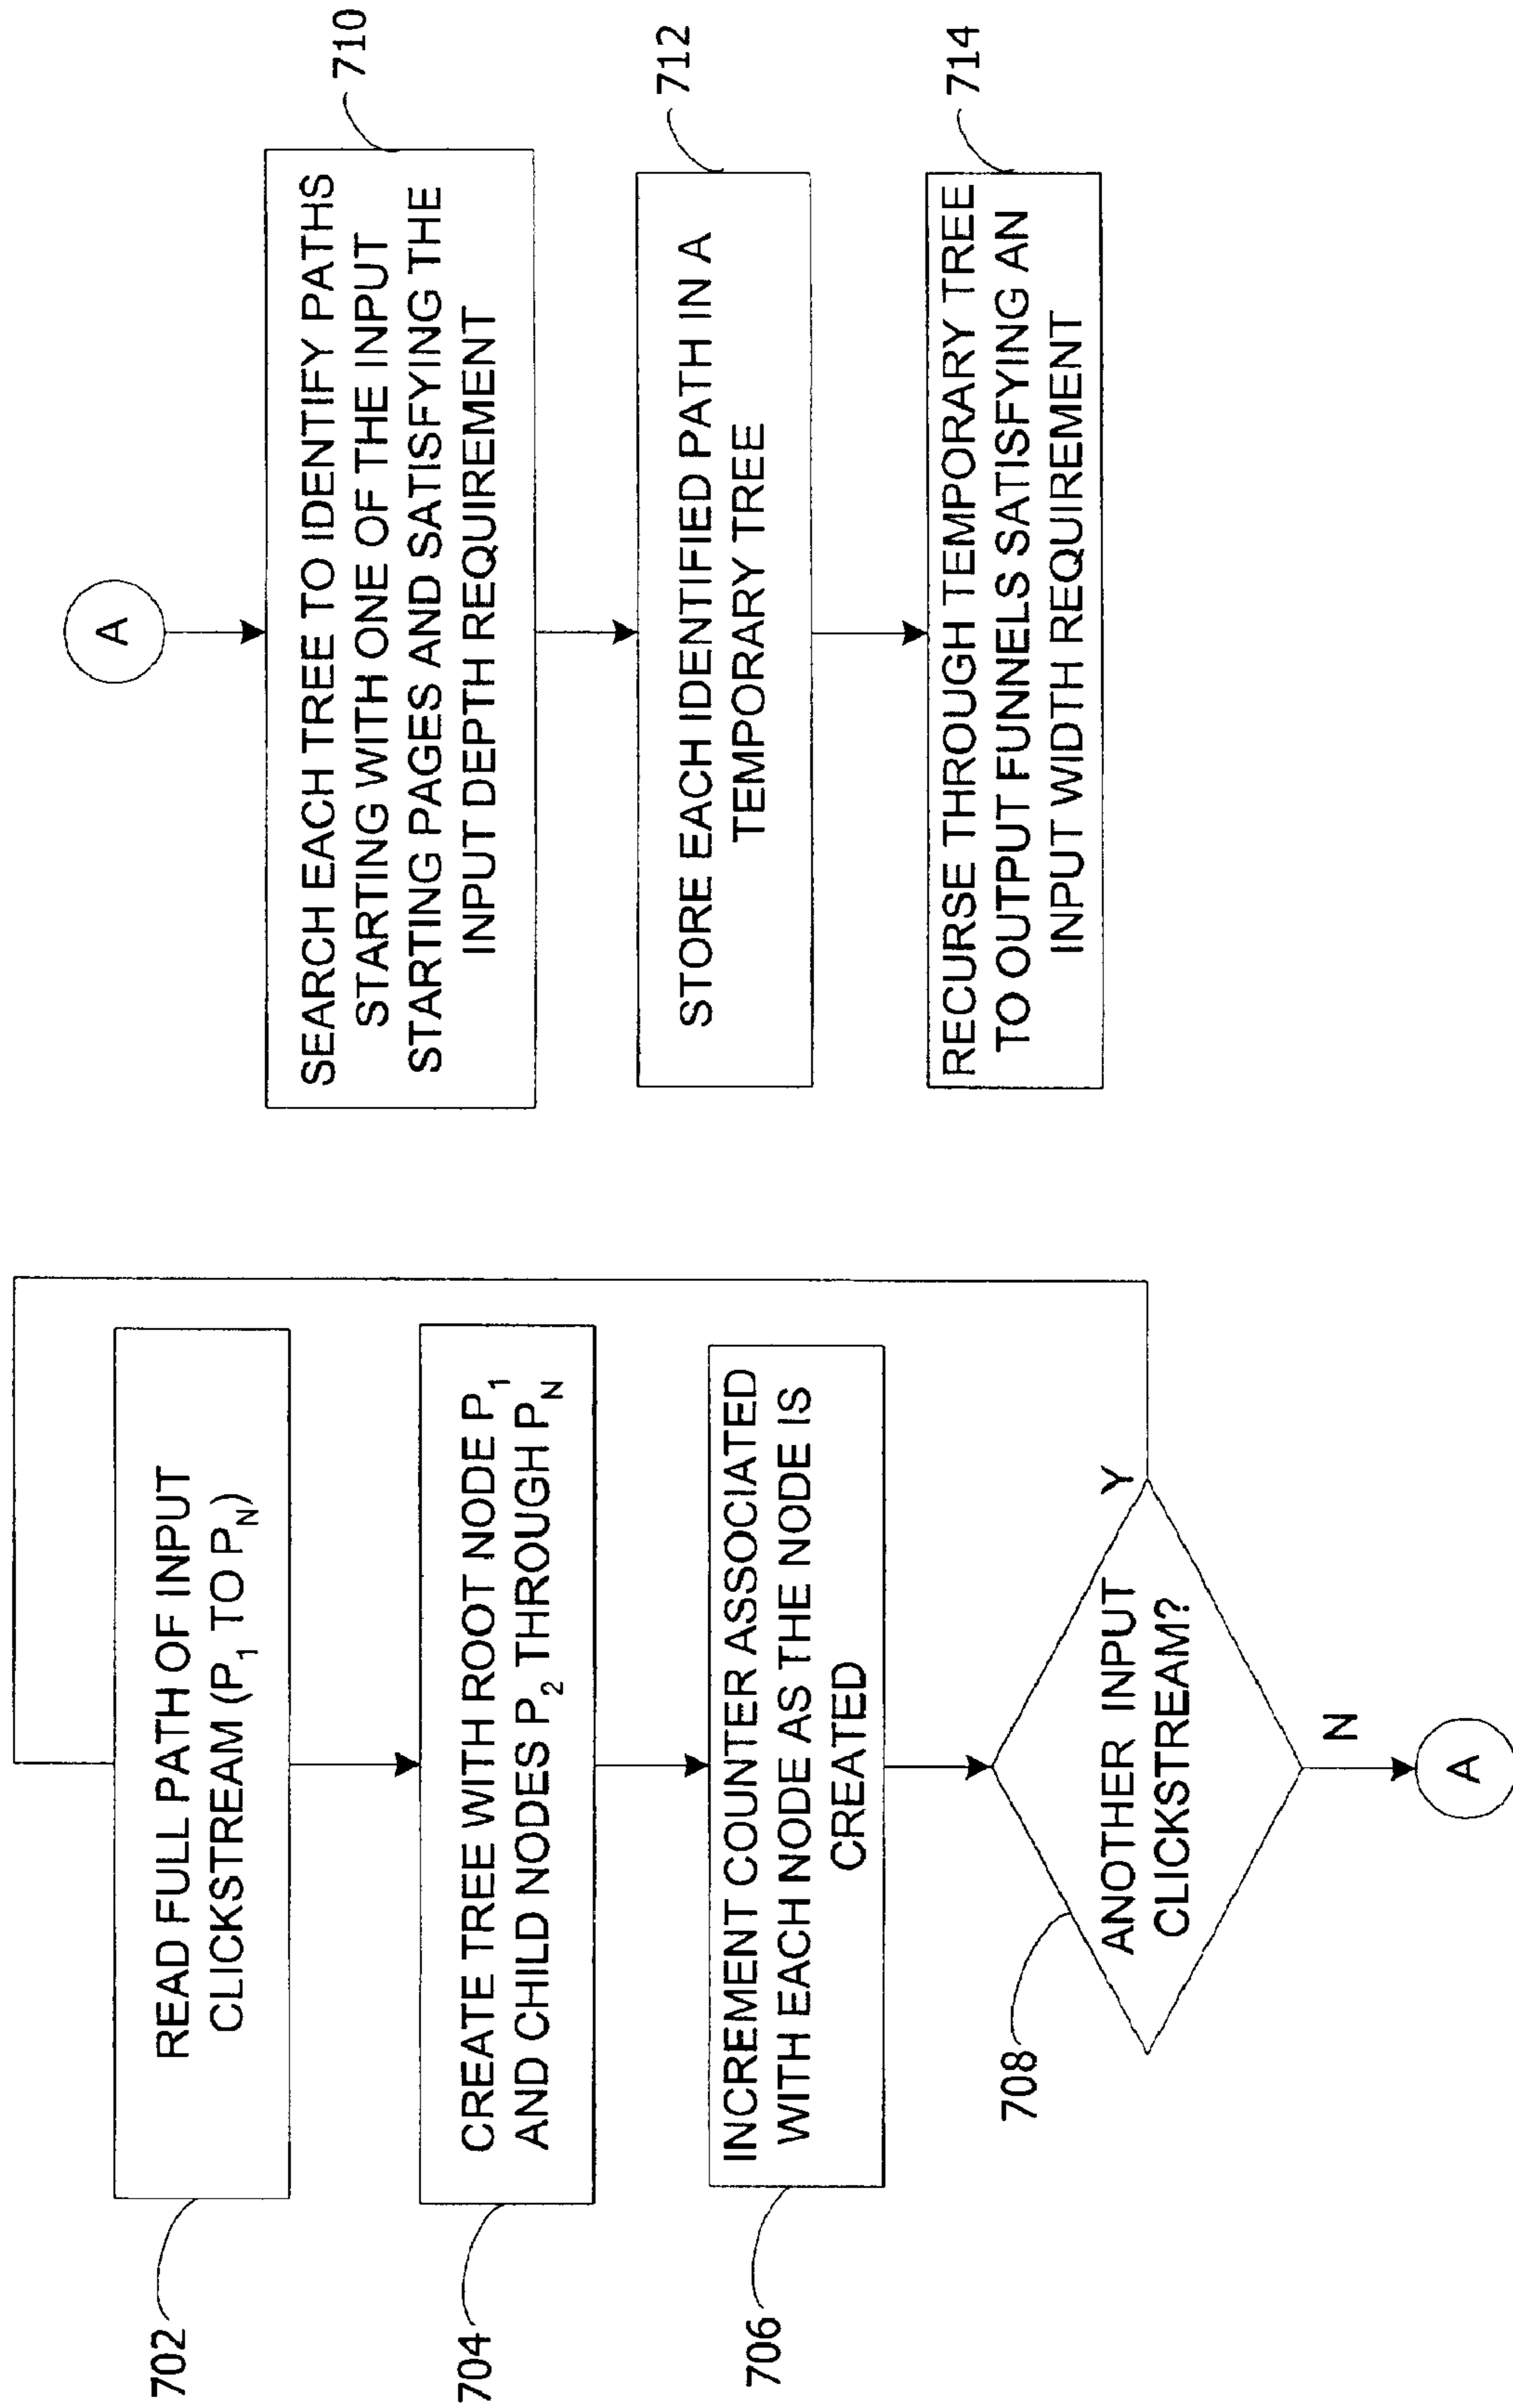 702
READ FULL PATH OF INPUT
CLICKSTREAM (P1 TO PN)
704
CREATE TREE WITH ROOT NODE P1
AND CHILD NODES P2 THROUGH PN
706
INCREMENT COUNTER ASSOCIATED
WITH EACH NODE AS THE NODE IS
CREATED
708
ANOTHER INPUT
CLICKSTREAM?
Y
N
A
A
710
SEARCH EACH TREE TO IDENTIFY PATHS
STARTING WITH ONE OF THE INPUT
STARTING PAGES AND SATISFYING THE
INPUT DEPTH REQUIREMENT
712
STORE EACH IDENTIFIED PATH IN A
TEMPORARY TREE
714
RECURSE THROUGH TEMPORARY TREE
TO OUTPUT FUNNELS SATISFYING AN
INPUT WIDTH REQUIREMENT